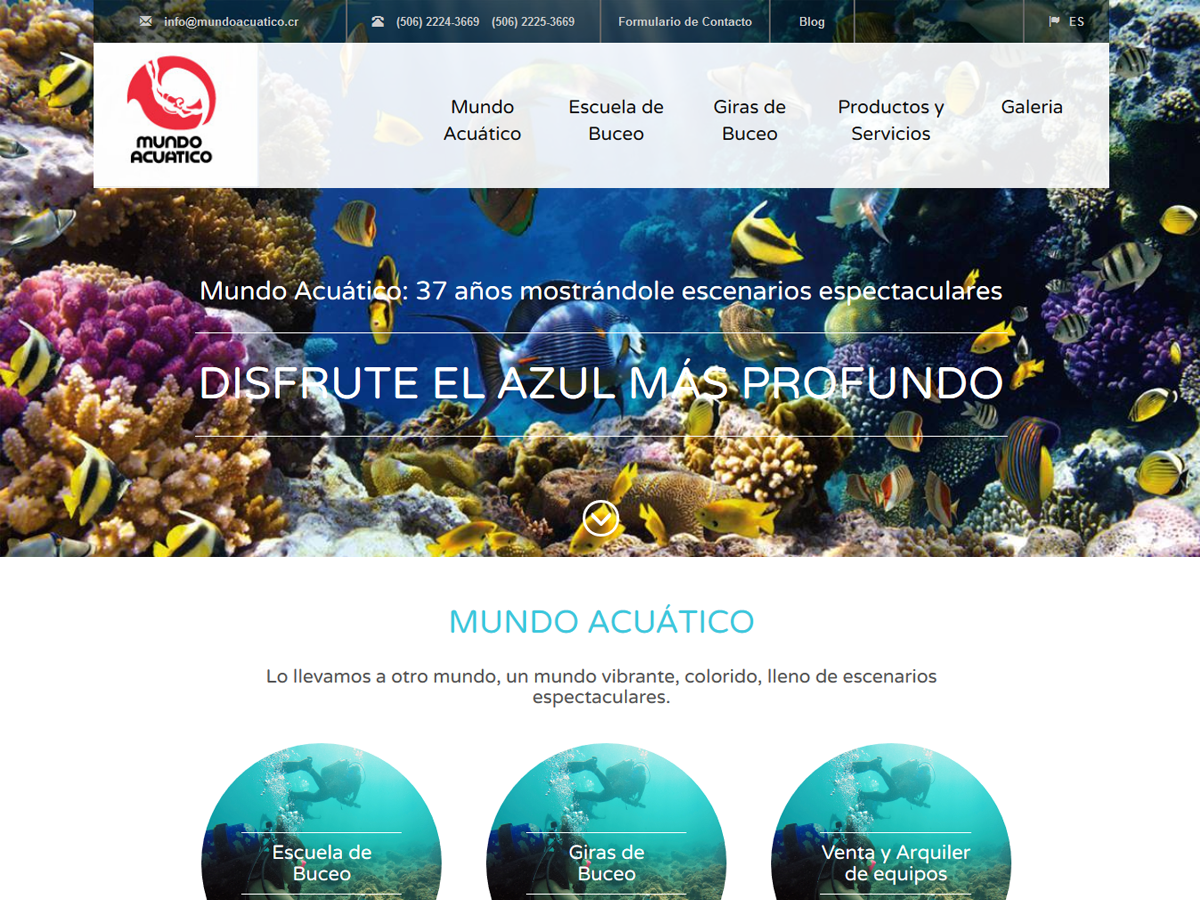 info@mundoacuatico.cr
(506) 2224-3669 (506) 2225-3669
Formulario de Contacto
Blog
ES
MUNDO
ACUATICO
Mundo
Acuático
Escuela de
Buceo
Giras de
Buceo
Productos y
Servicios
Galeria
Mundo Acuático: 37 años mostrándole escenarios espectaculares
DISFRUTE EL AZUL MÁS PROFUNDO
MUNDO ACUÁTICO
Lo llevamos a otro mundo, un mundo vibrante, colorido, lleno de escenarios
espectaculares.
Escuela de
Buceo
Giras de
Buceo
Venta y Arquiler
de equipos